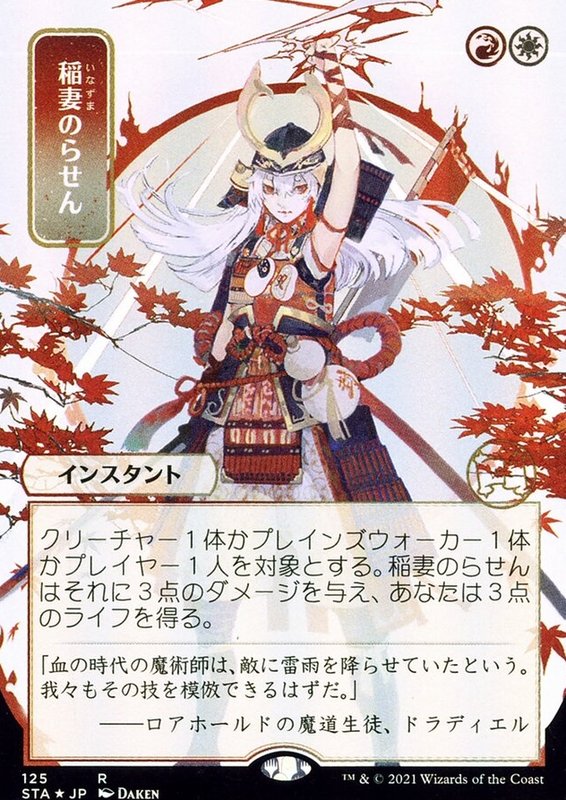 稲妻のらせん
いなずま
インスタント
クリーチャー１体かプレインズウォーカー１体
かプレイヤー１人を対象とする。稲妻のらせん
はそれに３点のダメージを与え、あなたは３点
のライフを得る。
「血の時代の魔術師は、敵に雷雨を降らせていたという。
我々もその技を模倣できるはずだ。」
――ロアホールドの魔道生徒、ドラディエル
125 R
STA ★ JP DAKEN
™ & © 2021 Wizards of the Coast